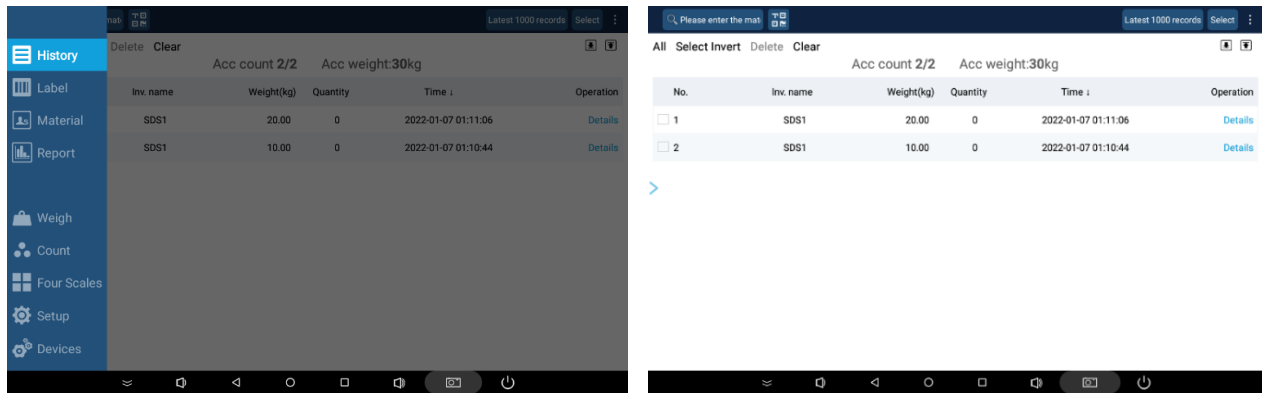 mat Latest 1000 records Select
History Delete Clear
Acc count 2/2 Acc weight:30kg
Label Inv. name Weight(kg) Quantity Time ↓ Operation
Material SDS1 20.00 0 2022-01-07 01:11:06 Details
Report SDS1 10.00 0 2022-01-07 01:10:44 Details
Weigh
Count
Four Scales
Setup
Devices
Please enter the mat Latest 1000 records Select
All Select Invert Delete Clear
Acc count 2/2 Acc weight:30kg
No. Inv. name Weight(kg) Quantity Time ↓ Operation
1 SDS1 20.00 0 2022-01-07 01:11:06 Details
2 SDS1 10.00 0 2022-01-07 01:10:44 Details